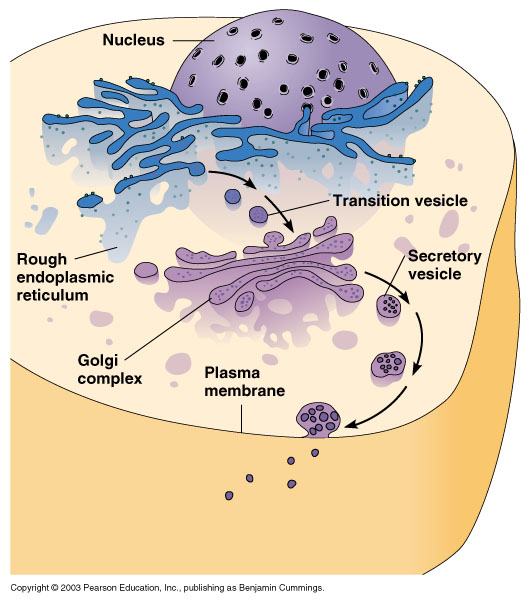 Nucleus
Transition vesicle
Secretory
vesicle
Rough
endoplasmic
reticulum
Golgi
complex
Plasma
membrane
Copyright © 2003 Pearson Education, Inc., publishing as Benjamin Cummings.